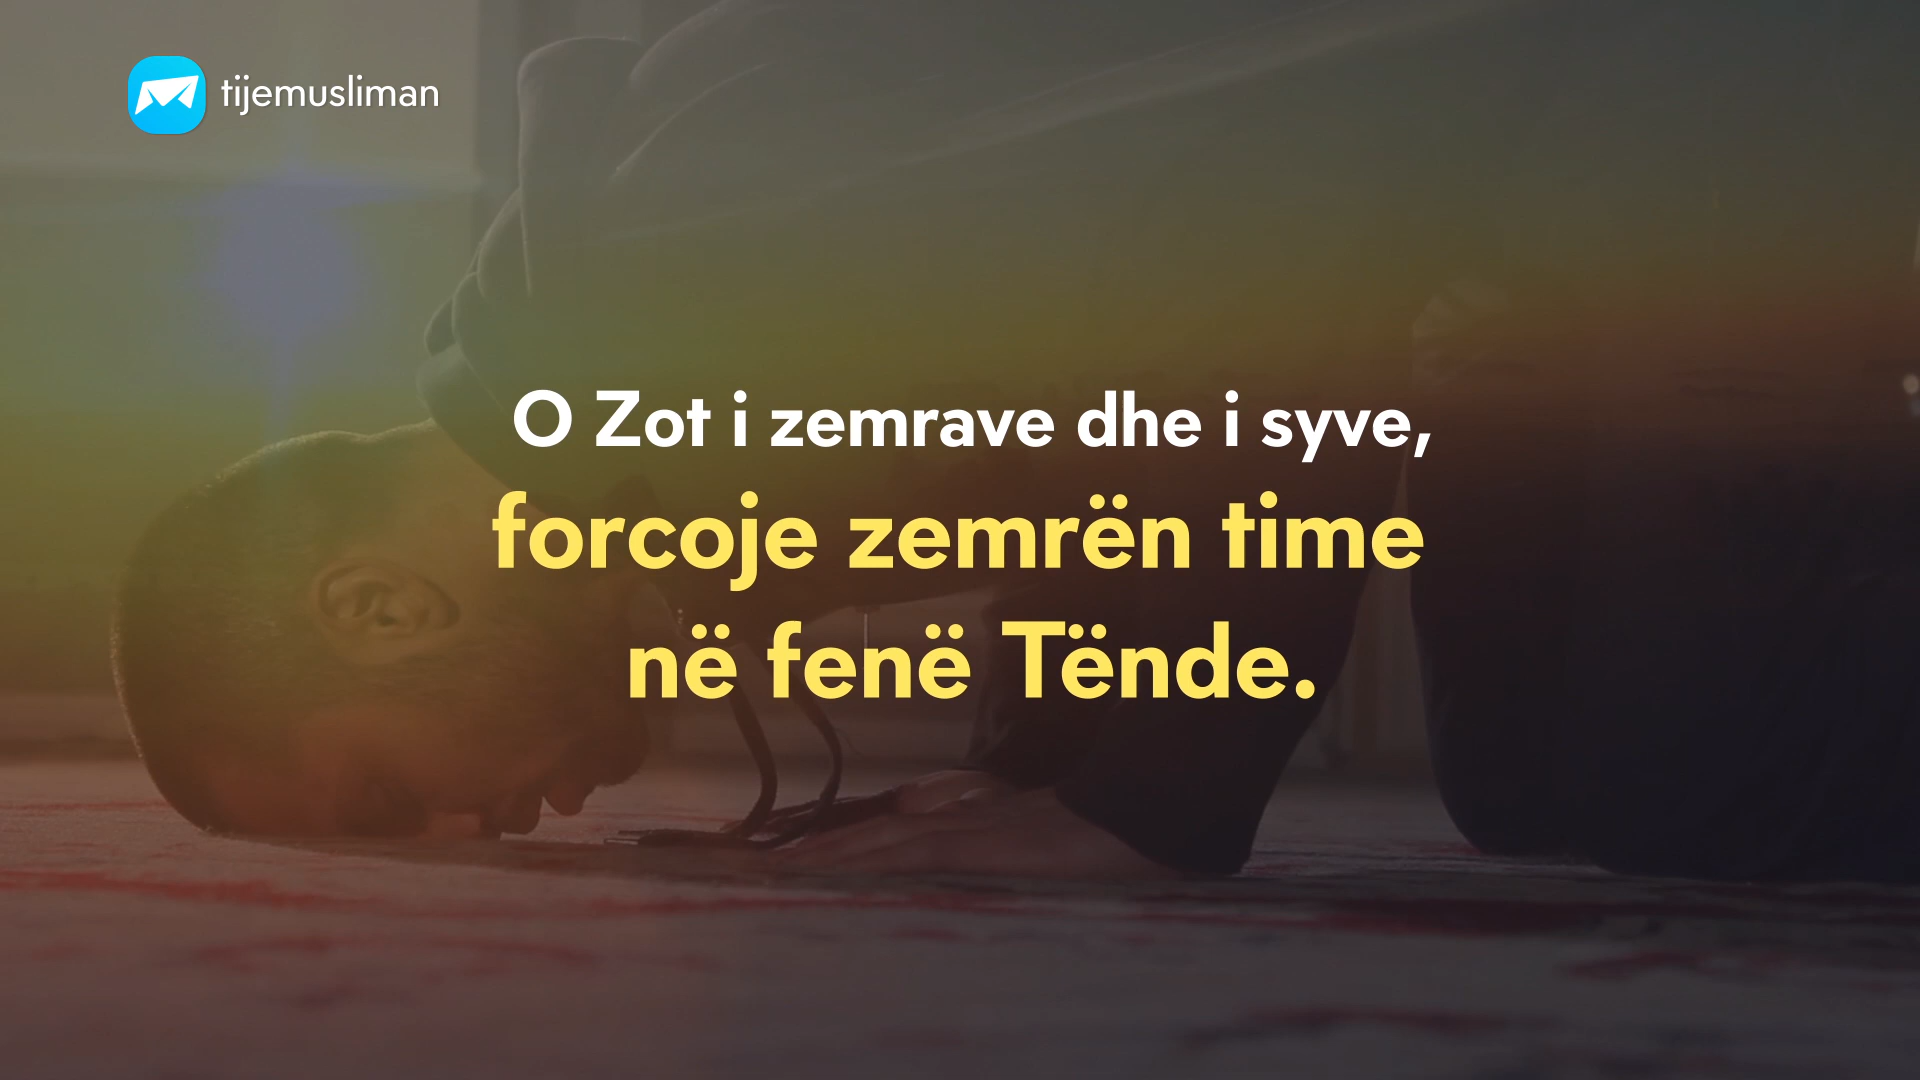 tijemusliman
O Zot i zemrave dhe i syve,
forcoje zemrën time
në fenë Tënde.